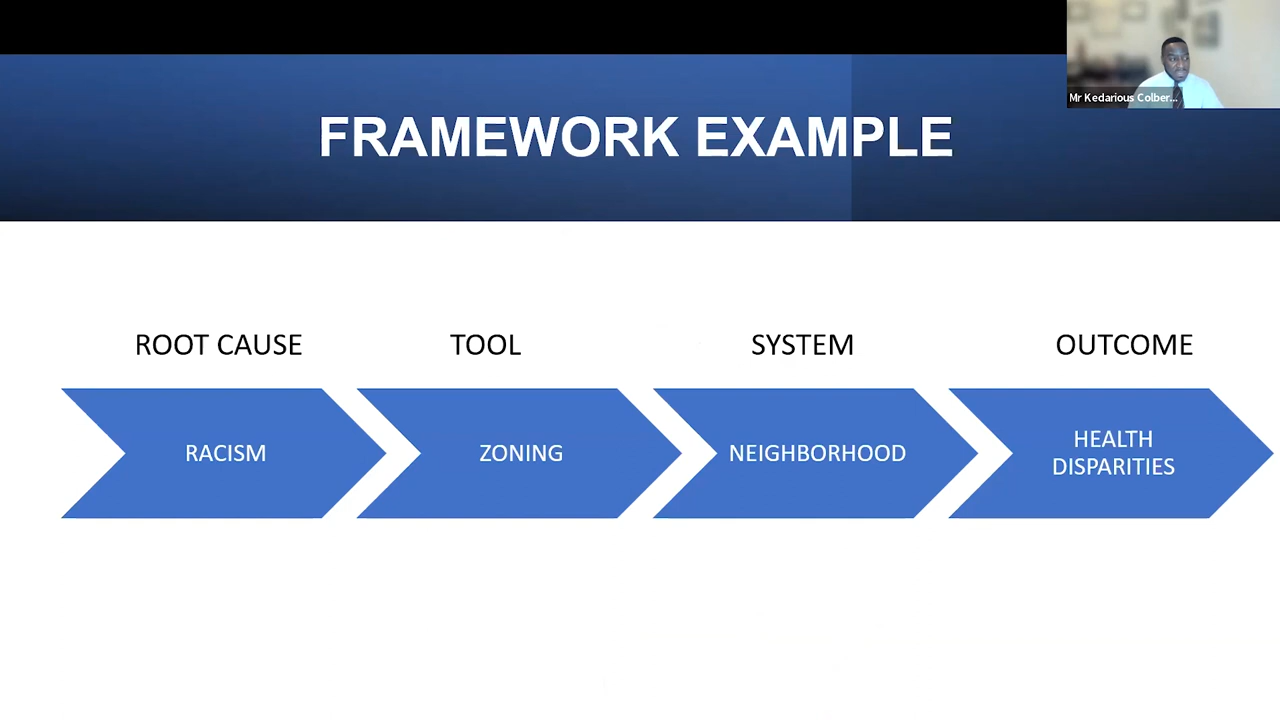 Mr Kedarious Colber...
FRAMEWORK EXAMPLE
ROOT CAUSE
TOOL
SYSTEM
OUTCOME
RACISM
ZONING
NEIGHBORHOOD
HEALTH
DISPARITIES